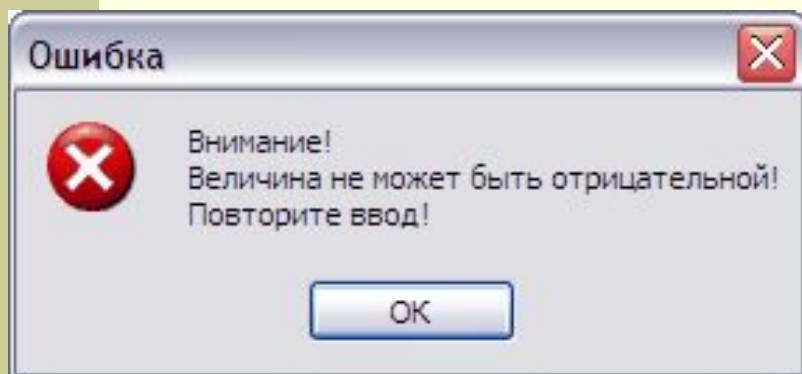 Ошибка
Внимание!
Величина не может быть отрицательной!
Повторите ввод!
OK